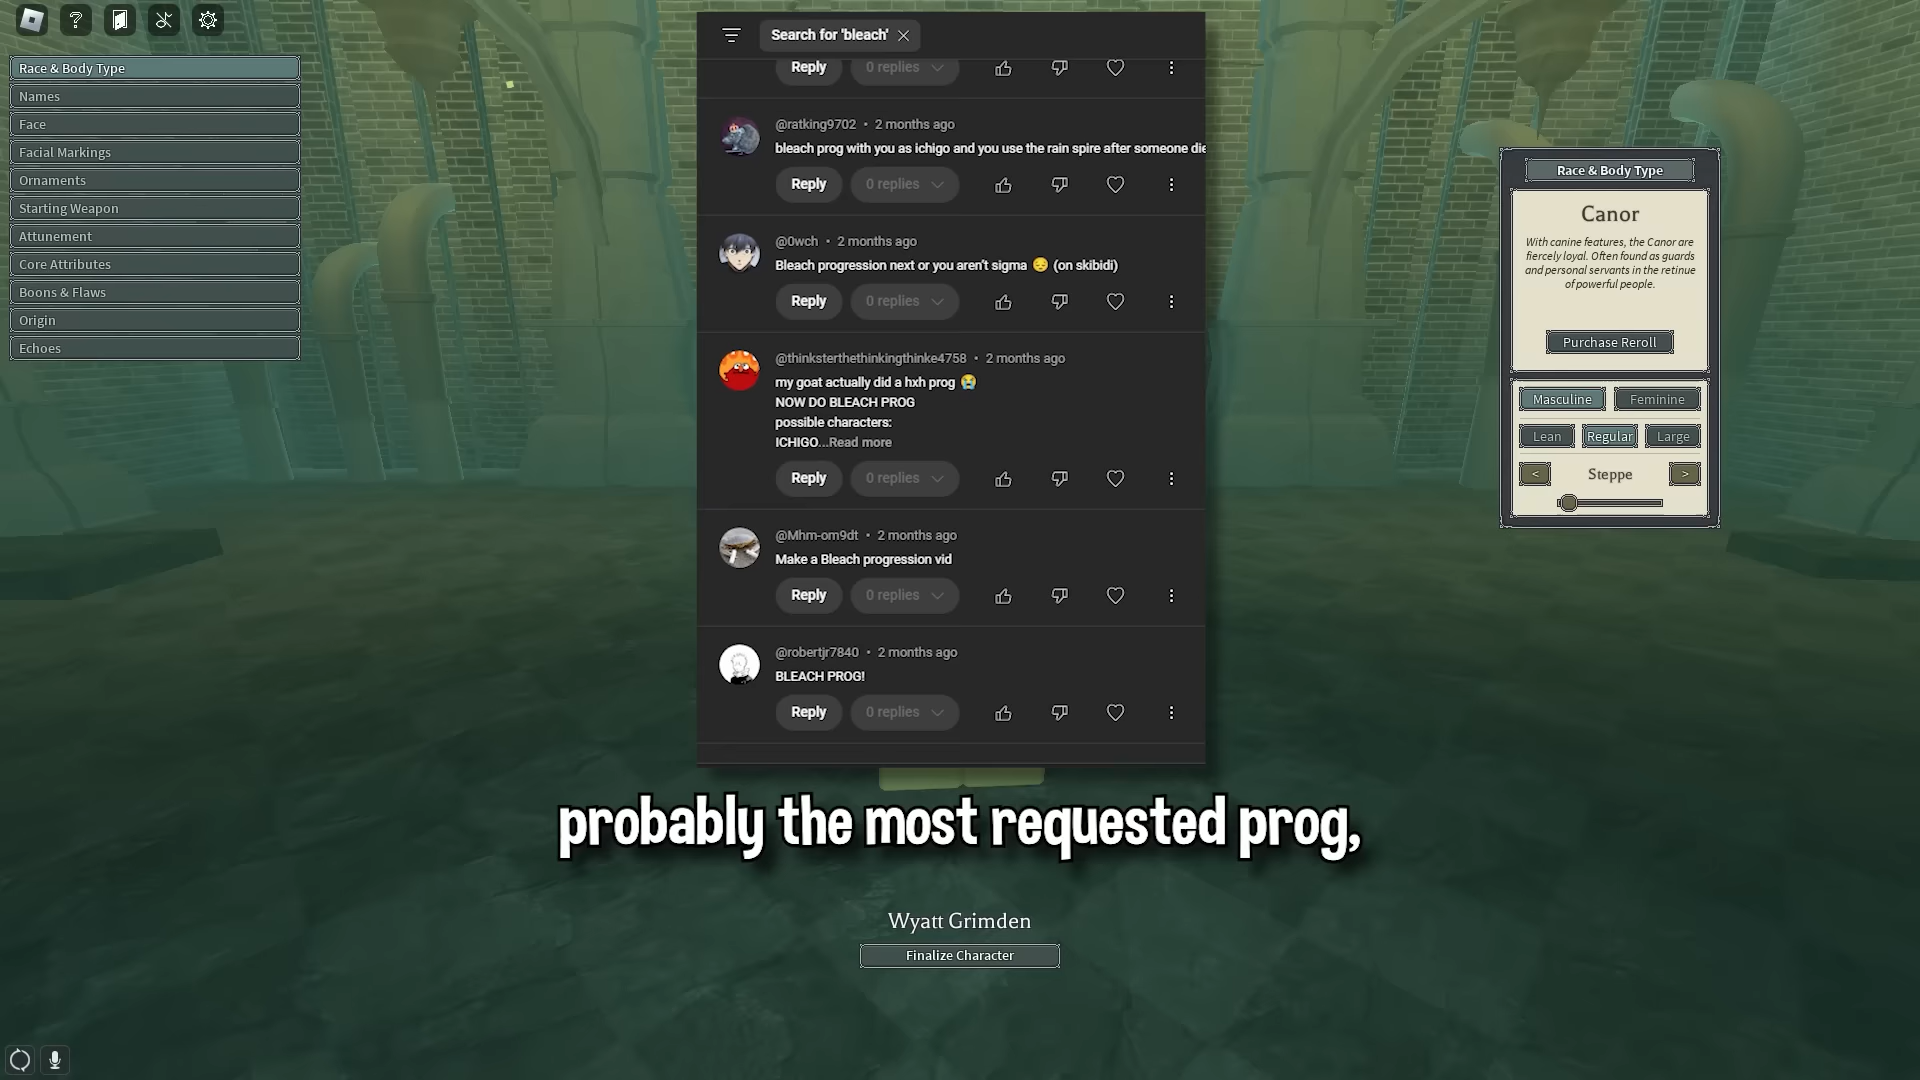 Race & Body Type
Names
Face
Facial Markings
Ornaments
Starting Weapon
Attunement
Core Attributes
Boons & Flaws
Origin
Echoes
Search for 'bleach'
Reply
0 replies
@ratking9702 • 2 months ago
bleach prog with you as ichigo and you use the rain spire after someone die
Reply
0 replies
@0wch • 2 months ago
Bleach progression next or you aren't sigma 😔 (on skibidi)
Reply
0 replies
@thinksterthethinkingthinke4758 • 2 months ago
my goat actually did a hxh prog 😭
NOW DO BLEACH PROG
possible characters:
ICHIGO...Read more
Reply
0 replies
@Mhm-om9dt • 2 months ago
Make a Bleach progression vid
Reply
0 replies
@robertjr7840 • 2 months ago
BLEACH PROG!
Reply
0 replies
Race & Body Type
Canor
With canine features, the Canor are
fiercely loyal. Often found as guards
and personal servants in the retinue
of powerful people.
Purchase Reroll
Masculine
Feminine
Lean
Regular
Large
<
Steppe
>
probably the most requested prog,
Wyatt Grimden
Finalize Character